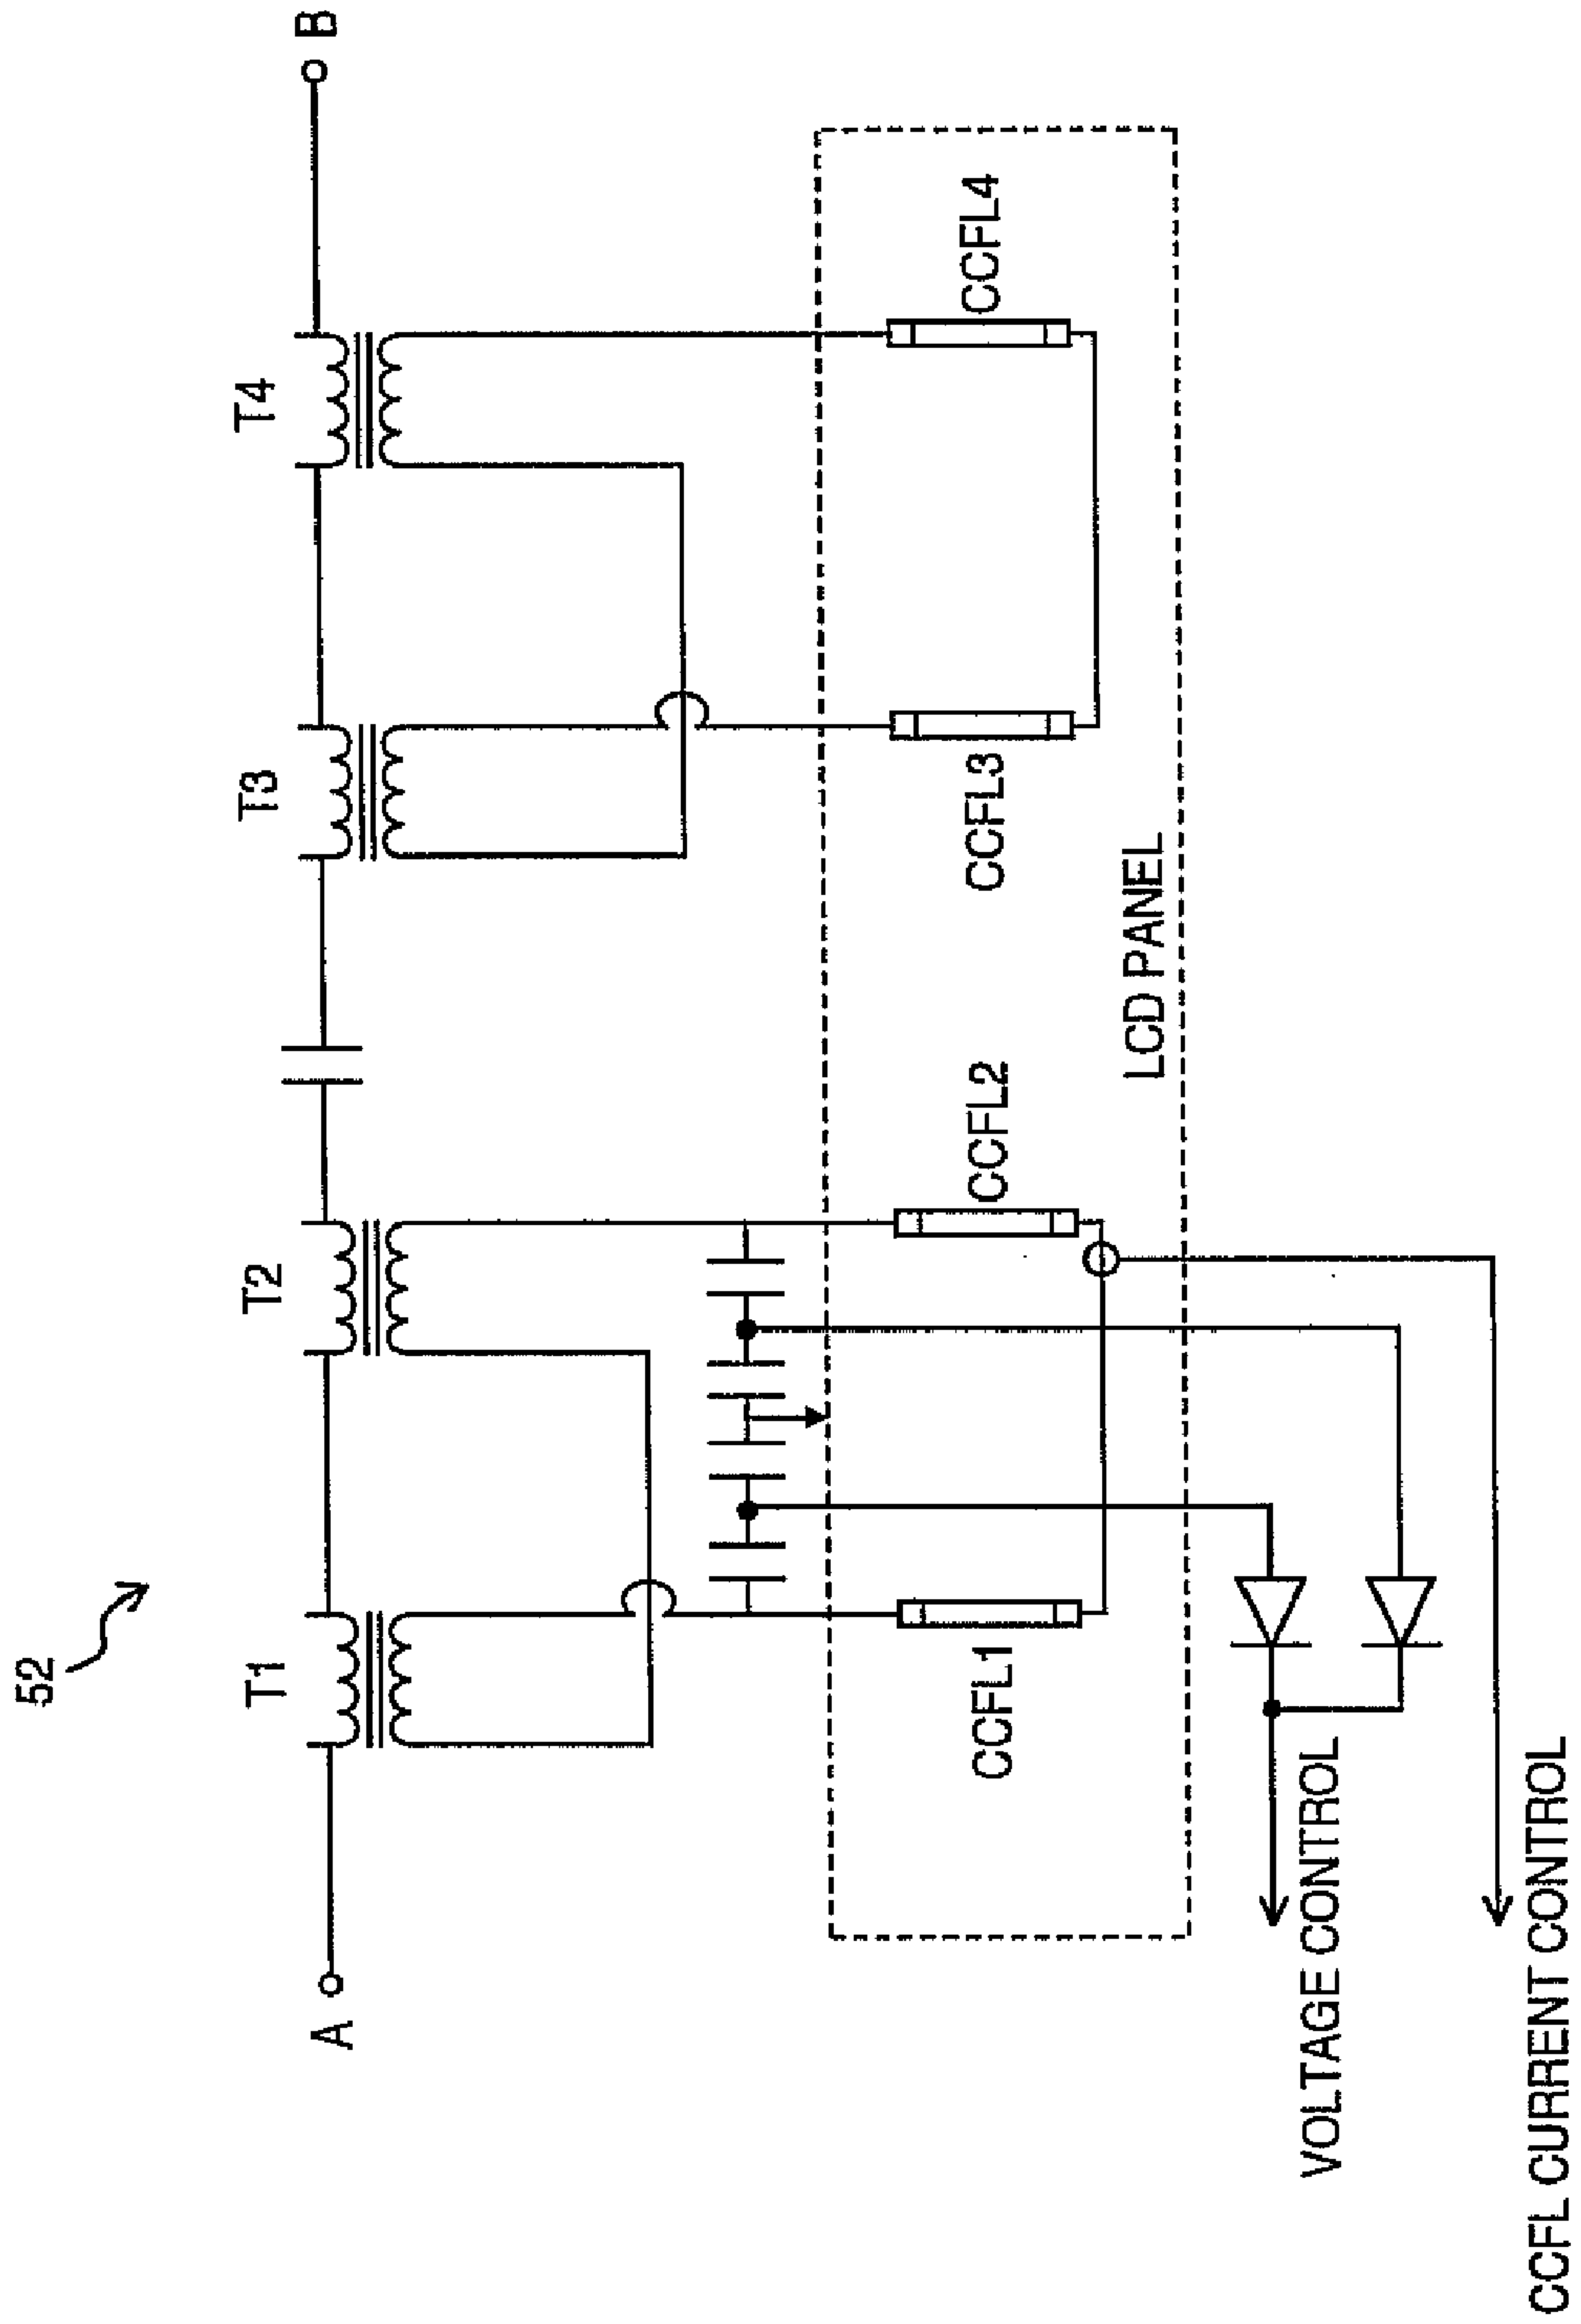 52
T1
T2
T3
T4
A
B
CCFL1
CCFL2
CCFL3
CCFL4
LCD PANEL
VOLTAGE CONTROL
CCFL CURRENT CONTROL